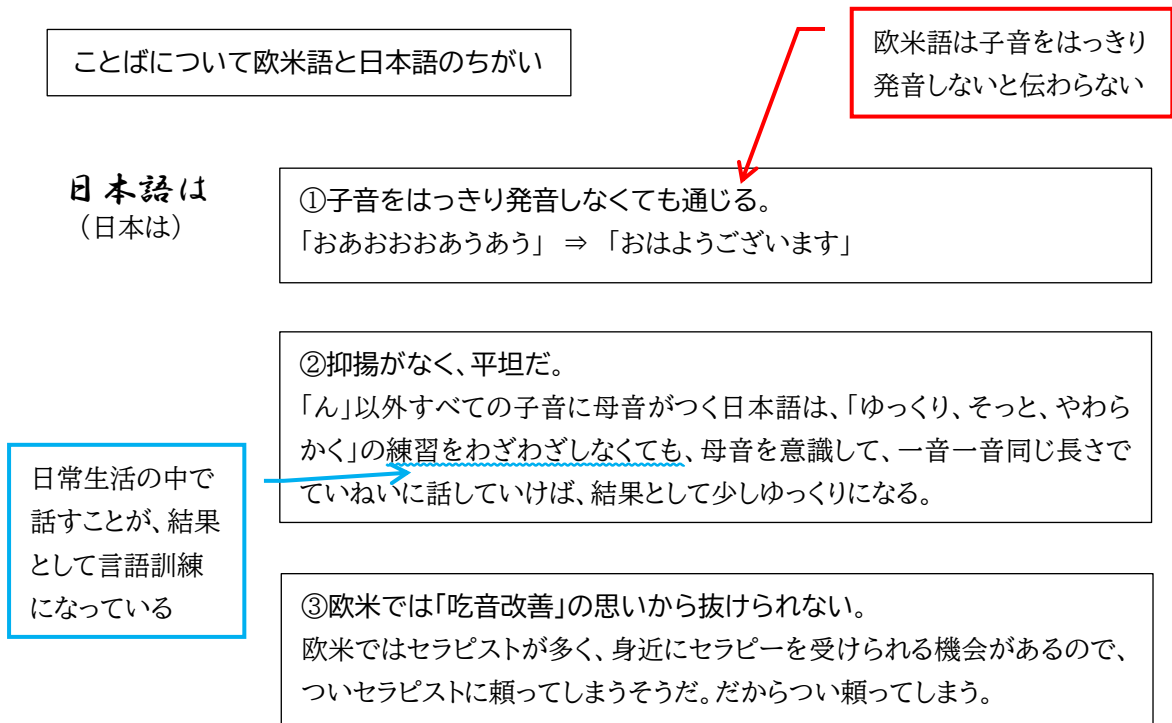 ことばについて欧米語と日本語のちがい
欧米語は子音をはっきり
発音しないと伝わらない
日本語は
（日本は）
①子音をはっきり発音しなくても通じる。
「おあおおおあうあう」 ⇒ 「おはようございます」
②抑揚がなく、平坦だ。
「ん」以外すべての子音に母音がつく日本語は、「ゆっくり、そっと、やわら
かく」の練習をわざわざしなくても、母音を意識して、一音一音同じ長さで
ていねいに話していけば、結果として少しゆっくりになる。
日常生活の中で
話すことが、結果
として言語訓練
になっている
③欧米では「吃音改善」の思いから抜けられない。
欧米ではセラピストが多く、身近にセラピーを受けられる機会があるので、
ついセラピストに頼ってしまうそうだ。だからつい頼ってしまう。